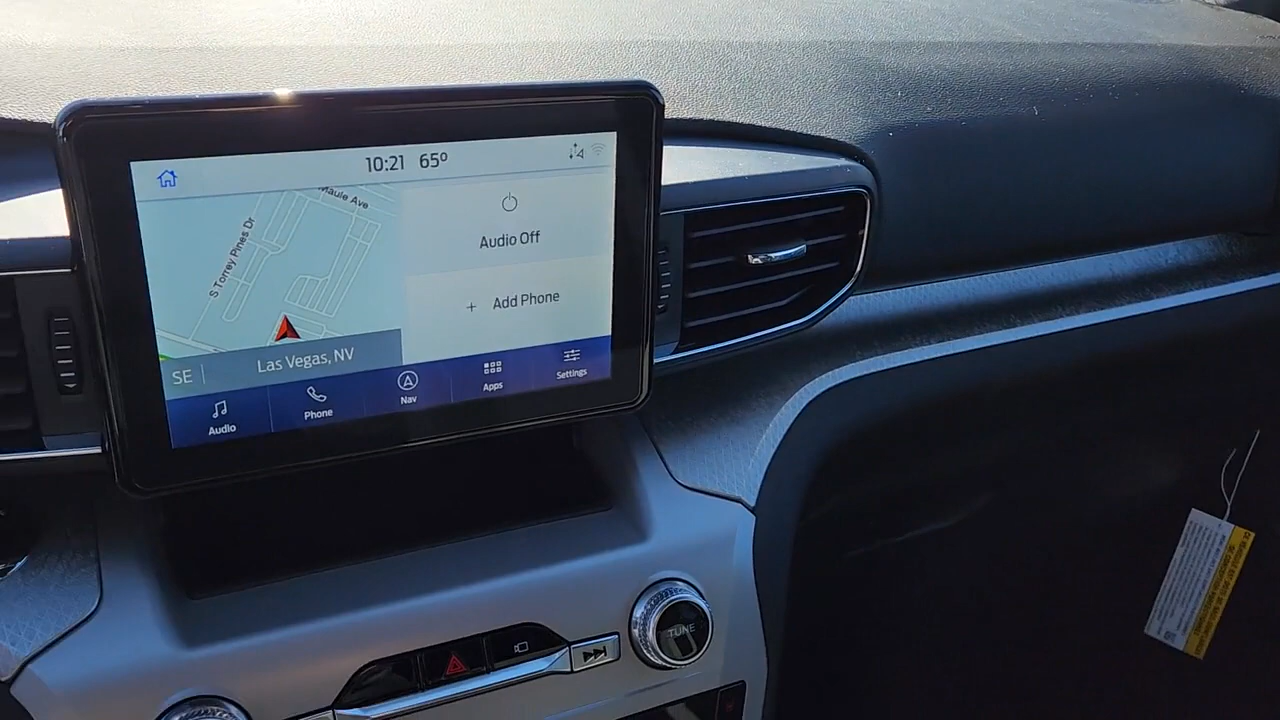 10:21 65º
Maule Ave
S Torrey Pines Dr
Audio Off
+ Add Phone
SE | Las Vegas, NV
Audio
Phone
Nav
Apps
Settings
TUNE